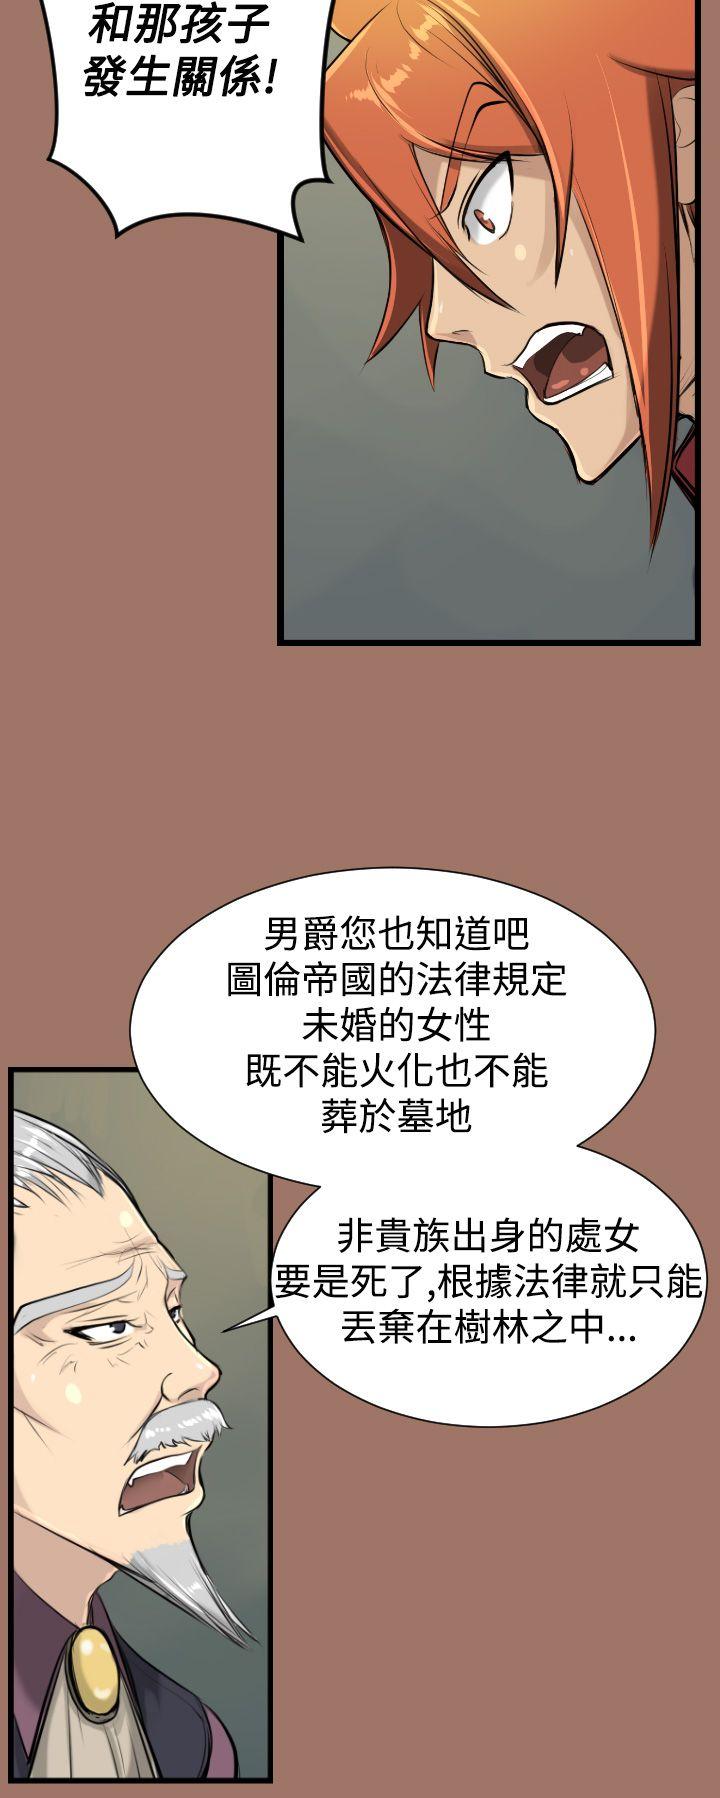 和那孩子
發生關係!
男爵您也知道吧
圖倫帝國的法律規定
未婚的女性
既不能火化也不能
葬於墓地
非貴族出身的處女
要是死了,根據法律就只能
丟棄在樹林之中...